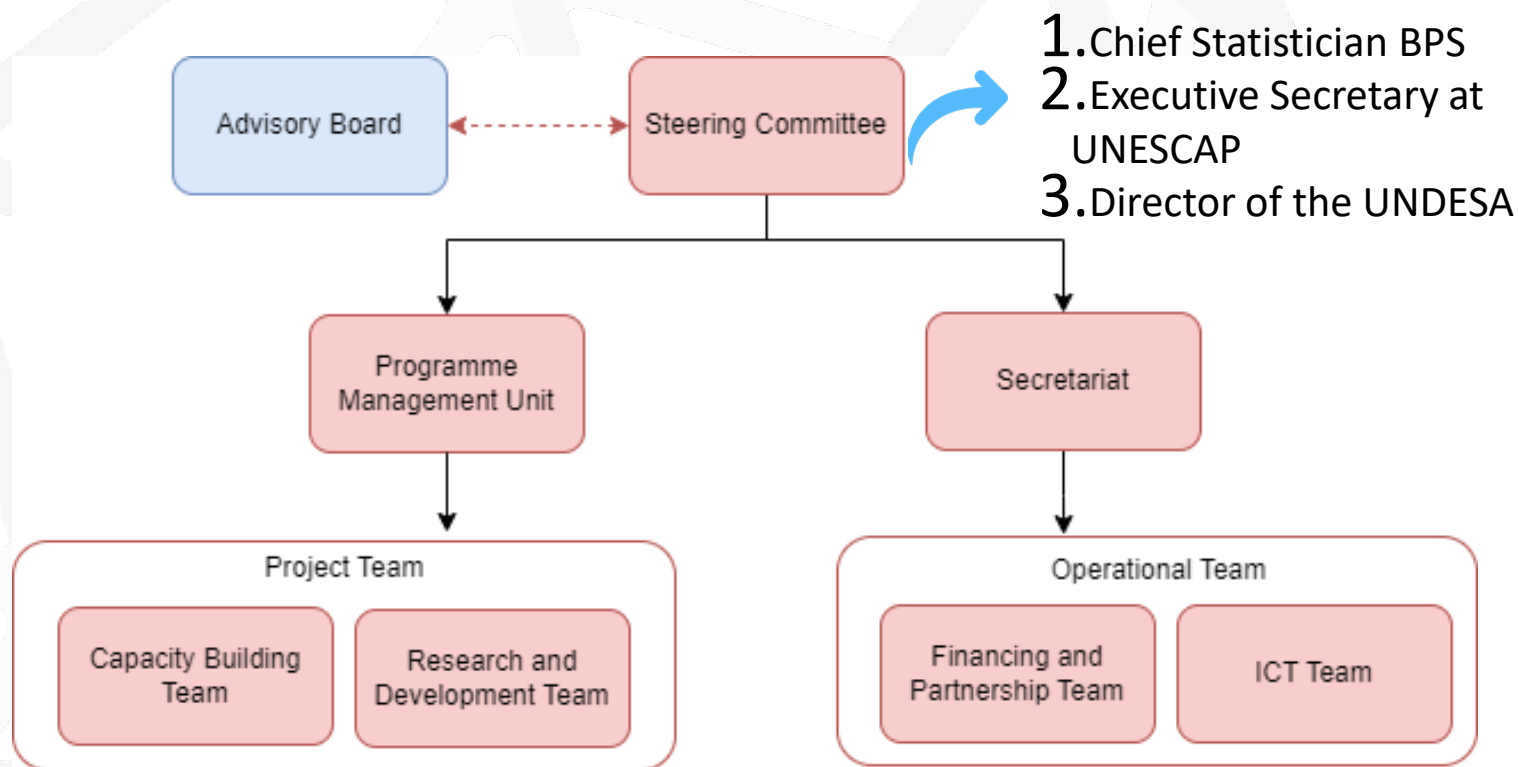 Advisory Board
Steering Committee
1.Chief Statistician BPS
2.Executive Secretary at
UNESCAP
3.Director of the UNDESA
Programme
Management Unit
Secretariat
Project Team
Capacity Building
Team
Research and
Development Team
Operational Team
Financing and
Partnership Team
ICT Team